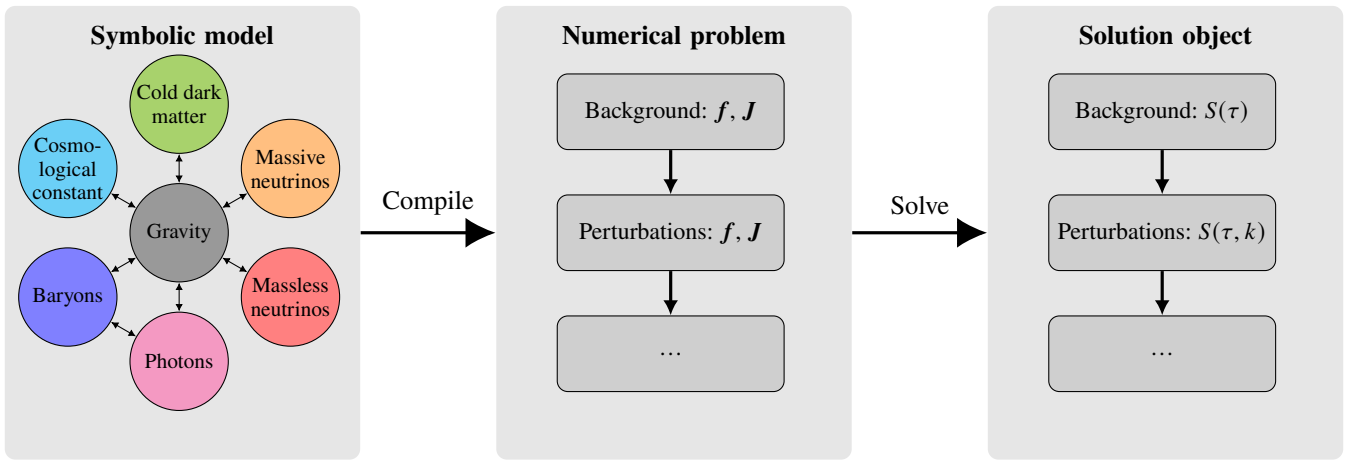 Symbolic model
Cold dark
matter
Cosmo-
logical
constant
Massive
neutrinos
Gravity
Baryons
Massless
neutrinos
Photons
Compile
Numerical problem
Background: f, J
Perturbations: f, J
…
Solve
Solution object
Background: S(τ)
Perturbations: S(τ, k)
…